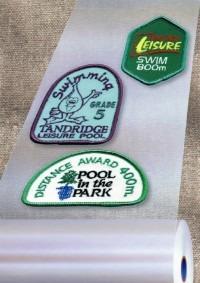 LEISURE
SWIM
800m
Swimming
GRADE
5
TANDRIDGE
LEISURE POOL
DISTANCE AWARD 400m
POOL
in the
PARK